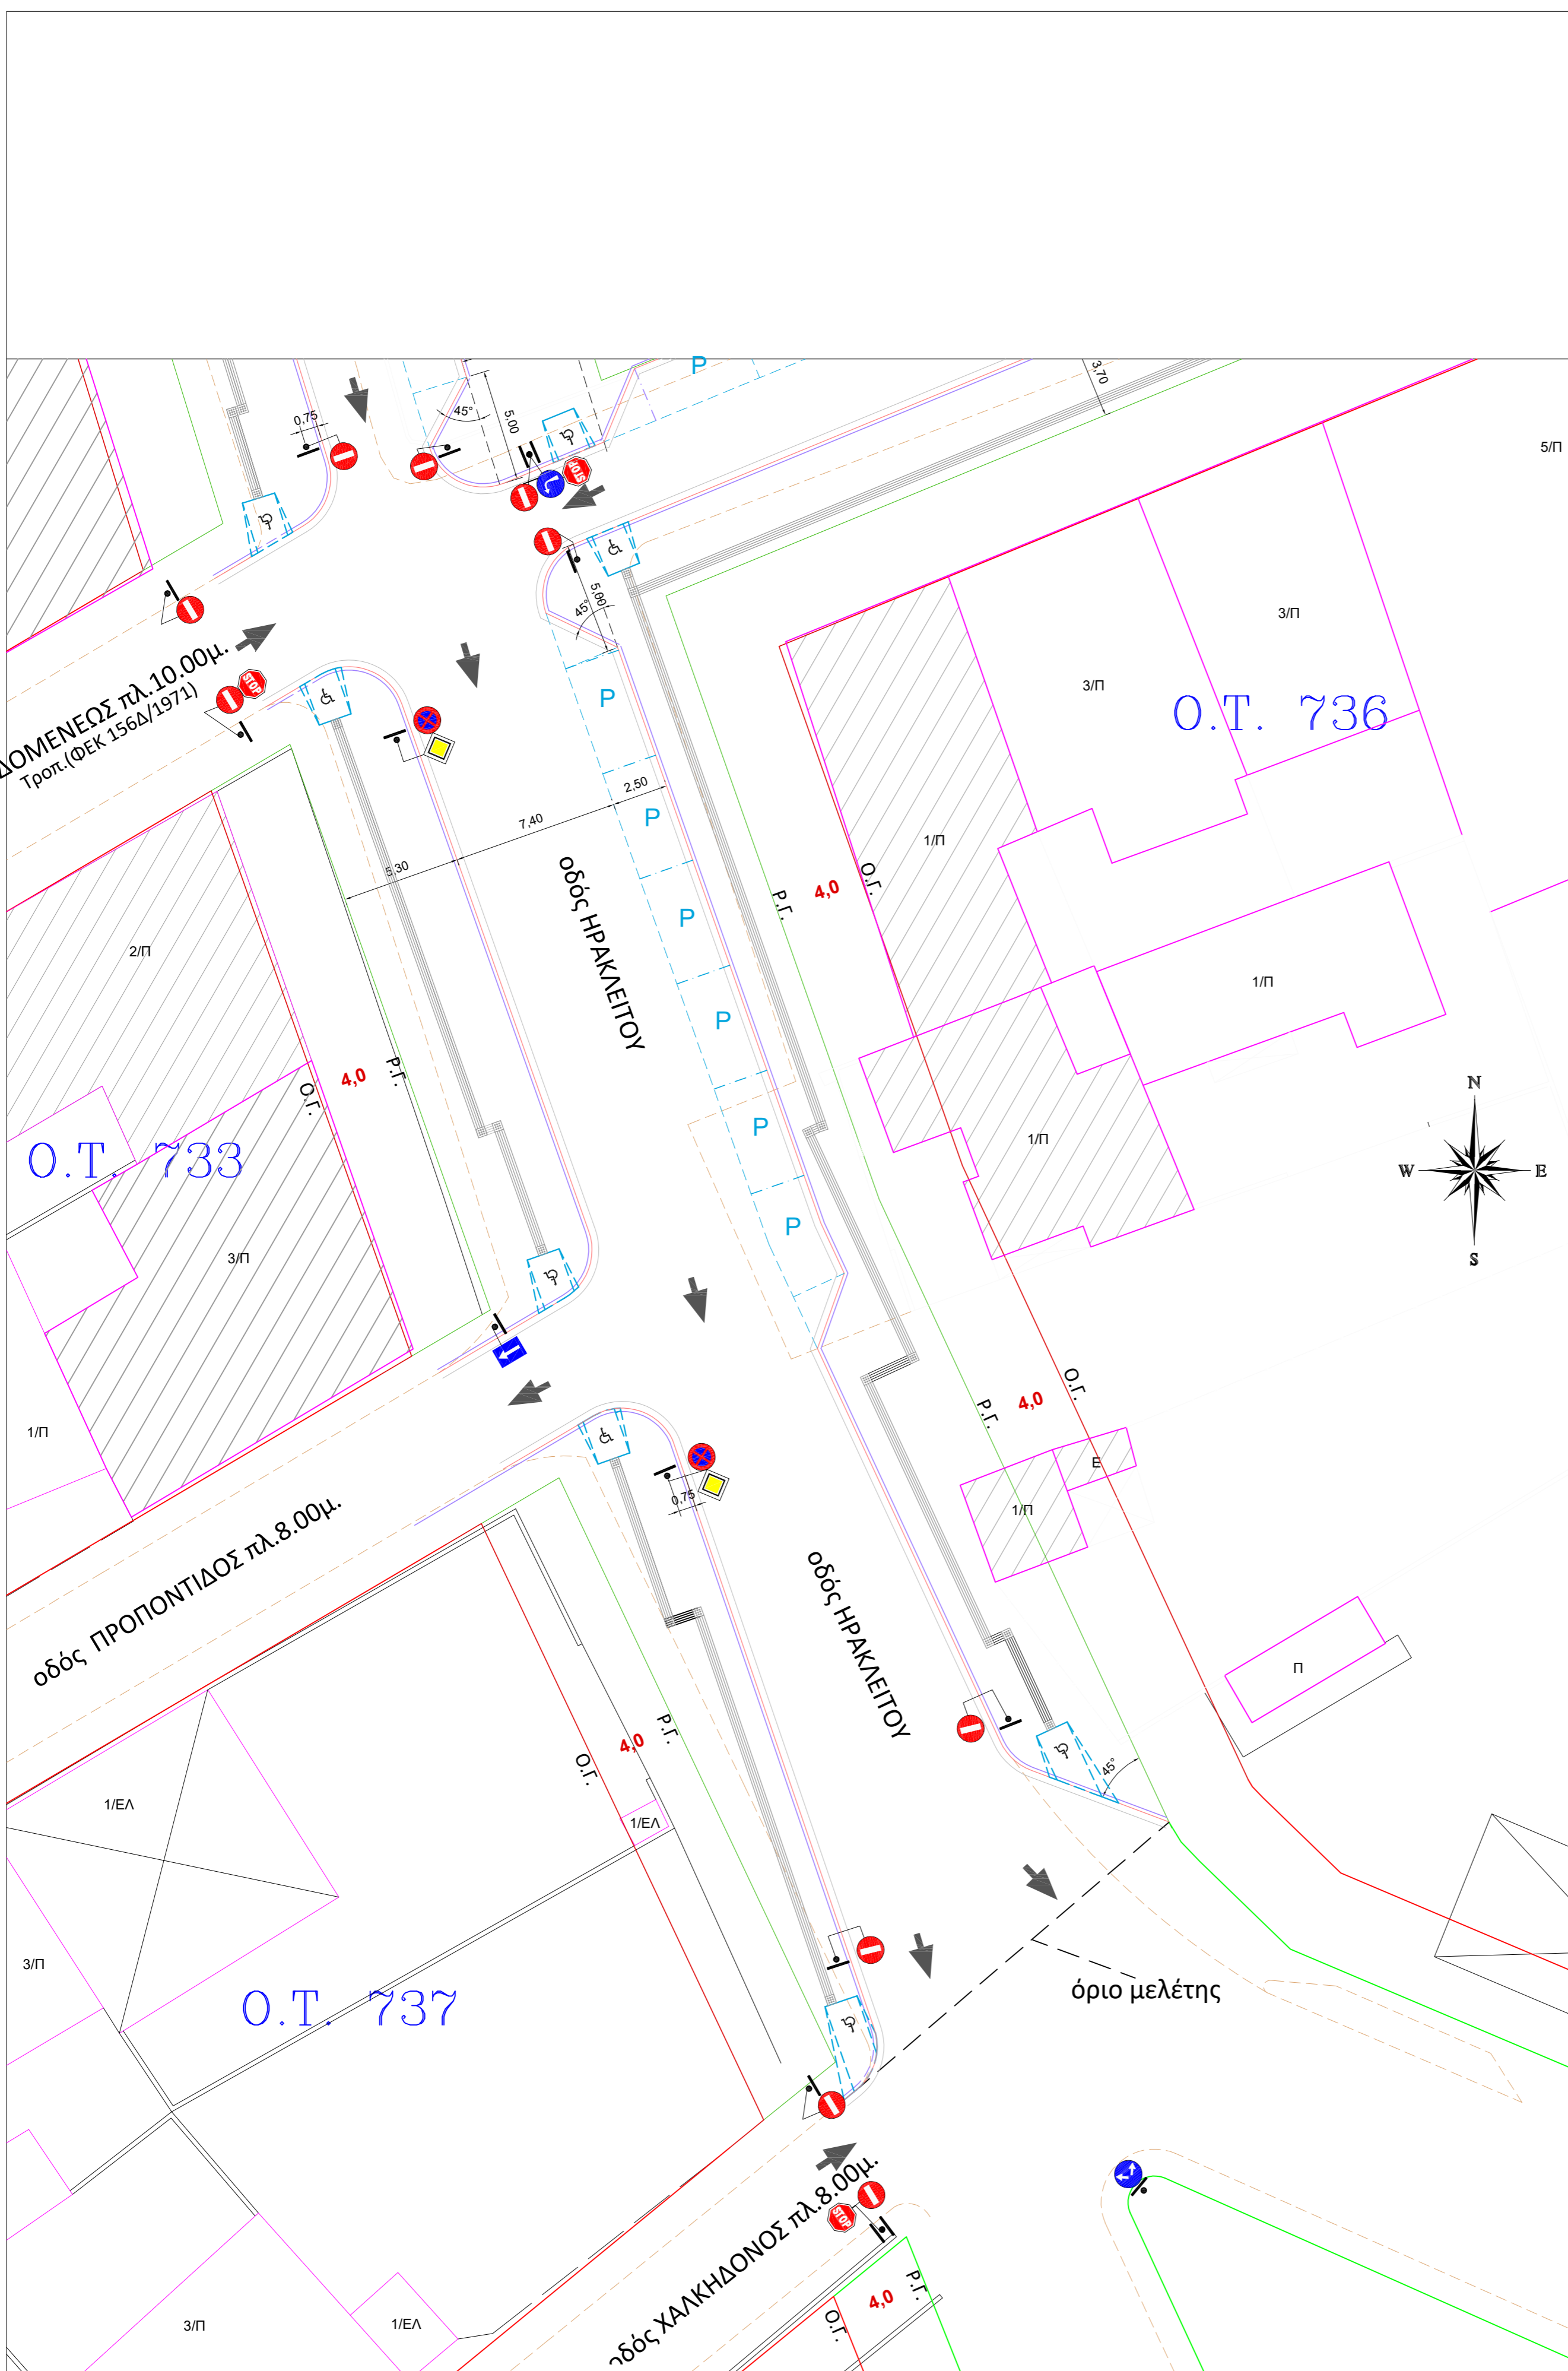 P
3,70
0,75
45°
5,00
STOP
5/Π
5,00
45°
3/Π
3/Π
Ο.Τ. 736
ΔΟΜΕΝΕΩΣ πλ.10.00μ.
Τροπ.(ΦΕΚ 156Δ/1971)
STOP
P
2,50
P
7,40
5,30
1/Π
Ο.Γ.
4,0
Ρ.Γ.
οδός ΗΡΑΚΛΕΙΤΟΥ
P
2/Π
1/Π
P
4,0
Ρ.Γ.
Ο.Γ.
N
P
1/Π
W
E
Ο.Τ. 733
P
3/Π
S
Ο.Γ.
4,0
Ρ.Γ.
1/Π
Ε
0,75
1/Π
οδός ΠΡΟΠΟΝΤΙΔΟΣ πλ.8.00μ.
οδός ΗΡΑΚΛΕΙΤΟΥ
Π
Ρ.Γ.
4,0
Ο.Γ.
45°
1/ΕΛ
1/ΕΛ
3/Π
όριο μελέτης
Ο.Τ. 737
STOP
οδός ΧΑΛΚΗΔΟΝΟΣ πλ.8.00μ.
Ρ.Γ.
4,0
Ο.Γ.
3/Π
1/ΕΛ